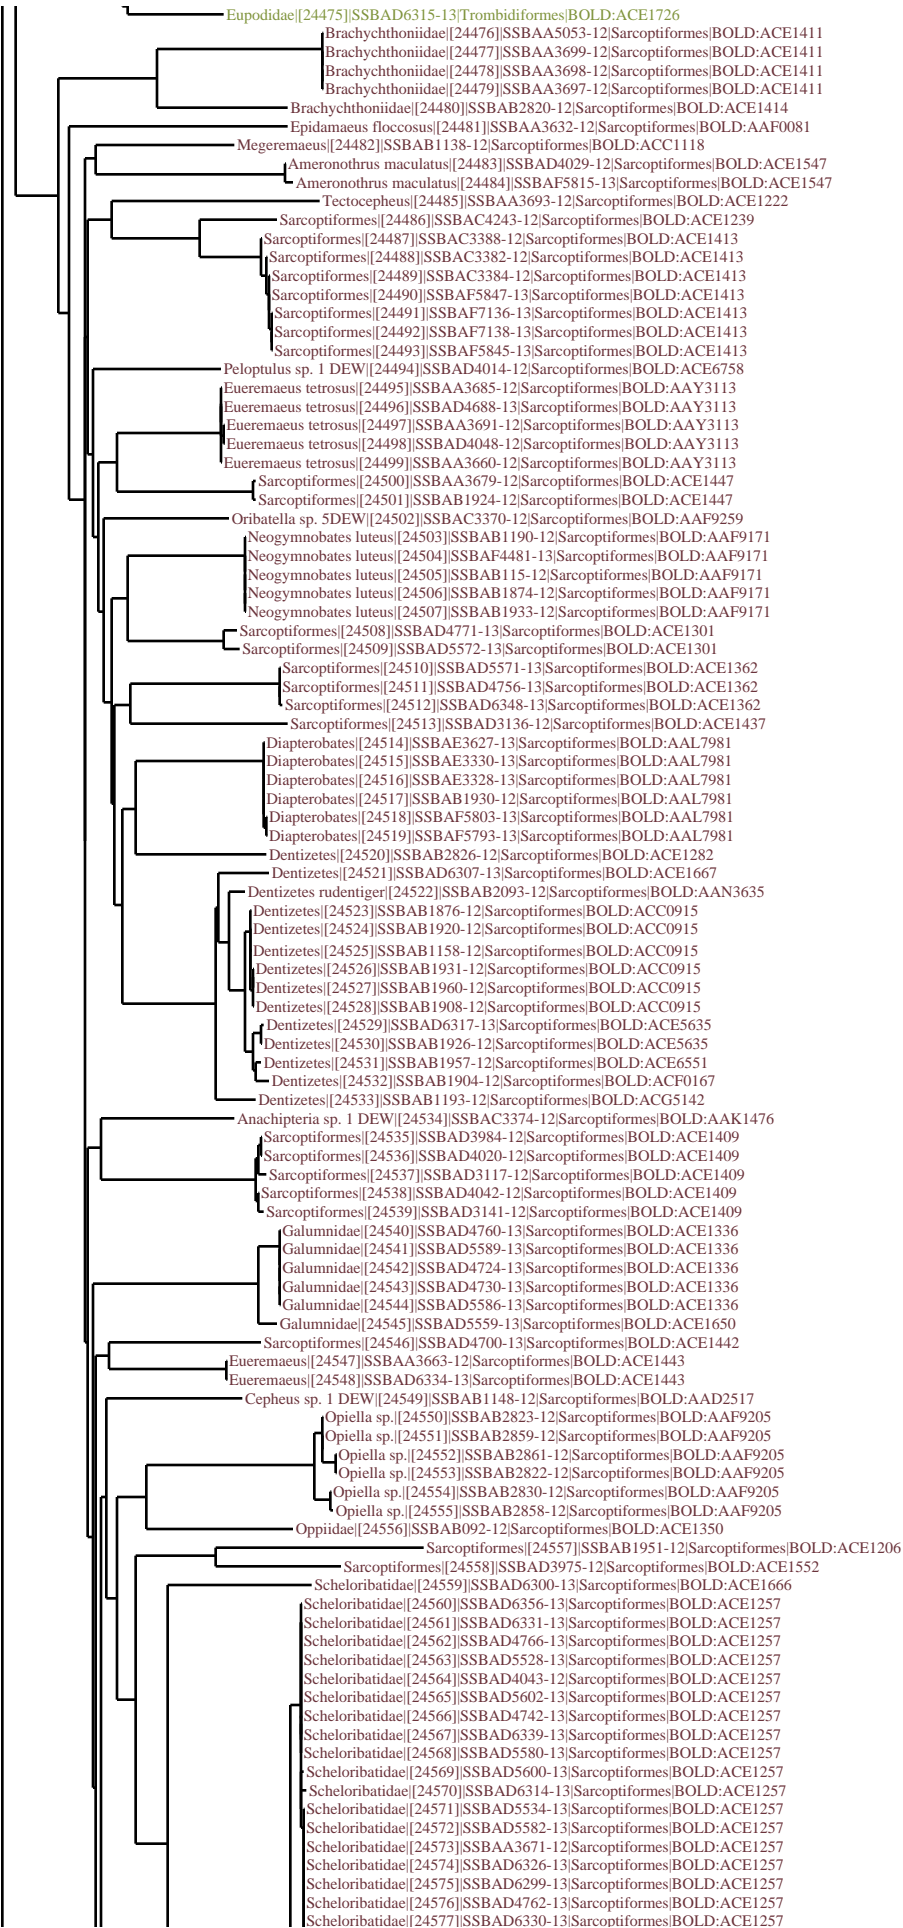 Eupodidae|[24475]|SSBAD6315-13|Trombidiformes|BOLD:ACE1726
Brachychthoniidae|[24476]|SSBAA5053-12|Sarcoptiformes|BOLD:ACE1411
Brachychthoniidae|[24477]|SSBAA3699-12|Sarcoptiformes|BOLD:ACE1411
Brachychthoniidae|[24478]|SSBAA3698-12|Sarcoptiformes|BOLD:ACE1411
Brachychthoniidae|[24479]|SSBAA3697-12|Sarcoptiformes|BOLD:ACE1411
Brachychthoniidae|[24480]|SSBAB2820-12|Sarcoptiformes|BOLD:ACE1414
Epidamaeus floccosus|[24481]|SSBAA3632-12|Sarcoptiformes|BOLD:AAF0081
Megeremaeus|[24482]|SSBAB1138-12|Sarcoptiformes|BOLD:ACC1118
Ameronothrus maculatus|[24483]|SSBAD4029-12|Sarcoptiformes|BOLD:ACE1547
Ameronothrus maculatus|[24484]|SSBAF5815-13|Sarcoptiformes|BOLD:ACE1547
Tectocepheus|[24485]|SSBAA3693-12|Sarcoptiformes|BOLD:ACE1222
Sarcoptiformes|[24486]|SSBAC4243-12|Sarcoptiformes|BOLD:ACE1239
Sarcoptiformes|[24487]|SSBAC3388-12|Sarcoptiformes|BOLD:ACE1413
Sarcoptiformes|[24488]|SSBAC3382-12|Sarcoptiformes|BOLD:ACE1413
Sarcoptiformes|[24489]|SSBAC3384-12|Sarcoptiformes|BOLD:ACE1413
Sarcoptiformes|[24490]|SSBAF5847-13|Sarcoptiformes|BOLD:ACE1413
Sarcoptiformes|[24491]|SSBAF7136-13|Sarcoptiformes|BOLD:ACE1413
Sarcoptiformes|[24492]|SSBAF7138-13|Sarcoptiformes|BOLD:ACE1413
Sarcoptiformes|[24493]|SSBAF5845-13|Sarcoptiformes|BOLD:ACE1413
Peloptulus sp. 1 DEW|[24494]|SSBAD4014-12|Sarcoptiformes|BOLD:ACE6758
Eueremaeus tetrosus|[24495]|SSBAA3685-12|Sarcoptiformes|BOLD:AAY3113
Eueremaeus tetrosus|[24496]|SSBAD4688-13|Sarcoptiformes|BOLD:AAY3113
Eueremaeus tetrosus|[24497]|SSBAA3691-12|Sarcoptiformes|BOLD:AAY3113
Eueremaeus tetrosus|[24498]|SSBAD4048-12|Sarcoptiformes|BOLD:AAY3113
Eueremaeus tetrosus|[24499]|SSBAA3660-12|Sarcoptiformes|BOLD:AAY3113
Sarcoptiformes|[24500]|SSBAA3679-12|Sarcoptiformes|BOLD:ACE1447
Sarcoptiformes|[24501]|SSBAB1924-12|Sarcoptiformes|BOLD:ACE1447
Oribatella sp. 5DEW|[24502]|SSBAC3370-12|Sarcoptiformes|BOLD:AAF9259
Neogymnobates luteus|[24503]|SSBAB1190-12|Sarcoptiformes|BOLD:AAF9171
Neogymnobates luteus|[24504]|SSBAF4481-13|Sarcoptiformes|BOLD:AAF9171
Neogymnobates luteus|[24505]|SSBAB115-12|Sarcoptiformes|BOLD:AAF9171
Neogymnobates luteus|[24506]|SSBAB1874-12|Sarcoptiformes|BOLD:AAF9171
Neogymnobates luteus|[24507]|SSBAB1933-12|Sarcoptiformes|BOLD:AAF9171
Sarcoptiformes|[24508]|SSBAD4771-13|Sarcoptiformes|BOLD:ACE1301
Sarcoptiformes|[24509]|SSBAD5572-13|Sarcoptiformes|BOLD:ACE1301
Sarcoptiformes|[24510]|SSBAD5571-13|Sarcoptiformes|BOLD:ACE1362
Sarcoptiformes|[24511]|SSBAD4756-13|Sarcoptiformes|BOLD:ACE1362
Sarcoptiformes|[24512]|SSBAD6348-13|Sarcoptiformes|BOLD:ACE1362
Sarcoptiformes|[24513]|SSBAD3136-12|Sarcoptiformes|BOLD:ACE1437
Diapterobates|[24514]|SSBAE3627-13|Sarcoptiformes|BOLD:AAL7981
Diapterobates|[24515]|SSBAE3330-13|Sarcoptiformes|BOLD:AAL7981
Diapterobates|[24516]|SSBAE3328-13|Sarcoptiformes|BOLD:AAL7981
Diapterobates|[24517]|SSBAB1930-12|Sarcoptiformes|BOLD:AAL7981
Diapterobates|[24518]|SSBAF5803-13|Sarcoptiformes|BOLD:AAL7981
Diapterobates|[24519]|SSBAF5793-13|Sarcoptiformes|BOLD:AAL7981
Dentizetes|[24520]|SSBAB2826-12|Sarcoptiformes|BOLD:ACE1282
Dentizetes|[24521]|SSBAD6307-13|Sarcoptiformes|BOLD:ACE1667
Dentizetes rudentiger|[24522]|SSBAB2093-12|Sarcoptiformes|BOLD:AAN3635
Dentizetes|[24523]|SSBAB1876-12|Sarcoptiformes|BOLD:ACC0915
Dentizetes|[24524]|SSBAB1920-12|Sarcoptiformes|BOLD:ACC0915
Dentizetes|[24525]|SSBAB1158-12|Sarcoptiformes|BOLD:ACC0915
Dentizetes|[24526]|SSBAB1931-12|Sarcoptiformes|BOLD:ACC0915
Dentizetes|[24527]|SSBAB1960-12|Sarcoptiformes|BOLD:ACC0915
Dentizetes|[24528]|SSBAB1908-12|Sarcoptiformes|BOLD:ACC0915
Dentizetes|[24529]|SSBAD6317-13|Sarcoptiformes|BOLD:ACE5635
Dentizetes|[24530]|SSBAB1926-12|Sarcoptiformes|BOLD:ACE5635
Dentizetes|[24531]|SSBAB1957-12|Sarcoptiformes|BOLD:ACE6551
Dentizetes|[24532]|SSBAB1904-12|Sarcoptiformes|BOLD:ACF0167
Dentizetes|[24533]|SSBAB1193-12|Sarcoptiformes|BOLD:ACG5142
Anachipteria sp. 1 DEW|[24534]|SSBAC3374-12|Sarcoptiformes|BOLD:AAK1476
Sarcoptiformes|[24535]|SSBAD3984-12|Sarcoptiformes|BOLD:ACE1409
Sarcoptiformes|[24536]|SSBAD4020-12|Sarcoptiformes|BOLD:ACE1409
Sarcoptiformes|[24537]|SSBAD3117-12|Sarcoptiformes|BOLD:ACE1409
Sarcoptiformes|[24538]|SSBAD4042-12|Sarcoptiformes|BOLD:ACE1409
Sarcoptiformes|[24539]|SSBAD3141-12|Sarcoptiformes|BOLD:ACE1409
Galumnidae|[24540]|SSBAD4760-13|Sarcoptiformes|BOLD:ACE1336
Galumnidae|[24541]|SSBAD5589-13|Sarcoptiformes|BOLD:ACE1336
Galumnidae|[24542]|SSBAD4724-13|Sarcoptiformes|BOLD:ACE1336
Galumnidae|[24543]|SSBAD4730-13|Sarcoptiformes|BOLD:ACE1336
Galumnidae|[24544]|SSBAD5586-13|Sarcoptiformes|BOLD:ACE1336
Galumnidae|[24545]|SSBAD5559-13|Sarcoptiformes|BOLD:ACE1650
Sarcoptiformes|[24546]|SSBAD4700-13|Sarcoptiformes|BOLD:ACE1442
Eueremaeus|[24547]|SSBAA3663-12|Sarcoptiformes|BOLD:ACE1443
Eueremaeus|[24548]|SSBAD6334-13|Sarcoptiformes|BOLD:ACE1443
Cepheus sp. 1 DEW|[24549]|SSBAB1148-12|Sarcoptiformes|BOLD:AAD2517
Opiella sp.|[24550]|SSBAB2823-12|Sarcoptiformes|BOLD:AAF9205
Opiella sp.|[24551]|SSBAB2859-12|Sarcoptiformes|BOLD:AAF9205
Opiella sp.|[24552]|SSBAB2861-12|Sarcoptiformes|BOLD:AAF9205
Opiella sp.|[24553]|SSBAB2822-12|Sarcoptiformes|BOLD:AAF9205
Opiella sp.|[24554]|SSBAB2830-12|Sarcoptiformes|BOLD:AAF9205
Opiella sp.|[24555]|SSBAB2858-12|Sarcoptiformes|BOLD:AAF9205
Oppiidae|[24556]|SSBAB092-12|Sarcoptiformes|BOLD:ACE1350
Sarcoptiformes|[24557]|SSBAB1951-12|Sarcoptiformes|BOLD:ACE1206
Sarcoptiformes|[24558]|SSBAD3975-12|Sarcoptiformes|BOLD:ACE1552
Scheloribatidae|[24559]|SSBAD6300-13|Sarcoptiformes|BOLD:ACE1666
Scheloribatidae|[24560]|SSBAD6356-13|Sarcoptiformes|BOLD:ACE1257
Scheloribatidae|[24561]|SSBAD6331-13|Sarcoptiformes|BOLD:ACE1257
Scheloribatidae|[24562]|SSBAD4766-13|Sarcoptiformes|BOLD:ACE1257
Scheloribatidae|[24563]|SSBAD5528-13|Sarcoptiformes|BOLD:ACE1257
Scheloribatidae|[24564]|SSBAD4043-12|Sarcoptiformes|BOLD:ACE1257
Scheloribatidae|[24565]|SSBAD5602-13|Sarcoptiformes|BOLD:ACE1257
Scheloribatidae|[24566]|SSBAD4742-13|Sarcoptiformes|BOLD:ACE1257
Scheloribatidae|[24567]|SSBAD6339-13|Sarcoptiformes|BOLD:ACE1257
Scheloribatidae|[24568]|SSBAD5580-13|Sarcoptiformes|BOLD:ACE1257
Scheloribatidae|[24569]|SSBAD5600-13|Sarcoptiformes|BOLD:ACE1257
Scheloribatidae|[24570]|SSBAD6314-13|Sarcoptiformes|BOLD:ACE1257
Scheloribatidae|[24571]|SSBAD5534-13|Sarcoptiformes|BOLD:ACE1257
Scheloribatidae|[24572]|SSBAD5582-13|Sarcoptiformes|BOLD:ACE1257
Scheloribatidae|[24573]|SSBAA3671-12|Sarcoptiformes|BOLD:ACE1257
Scheloribatidae|[24574]|SSBAD6326-13|Sarcoptiformes|BOLD:ACE1257
Scheloribatidae|[24575]|SSBAD6299-13|Sarcoptiformes|BOLD:ACE1257
Scheloribatidae|[24576]|SSBAD4762-13|Sarcoptiformes|BOLD:ACE1257
Scheloribatidae|[24577]|SSBAD6330-13|Sarcoptiformes|BOLD:ACE1257